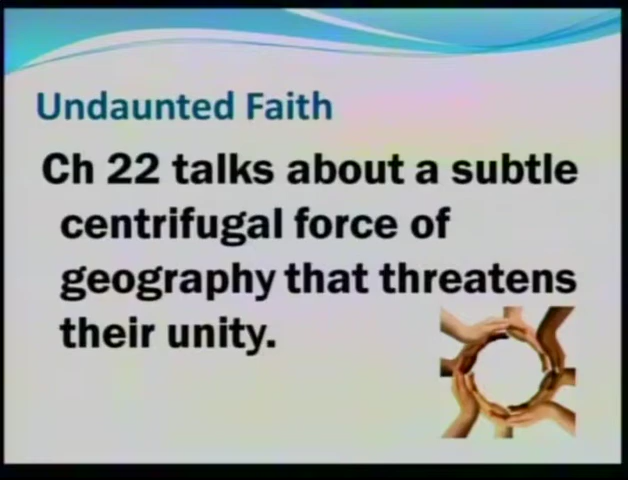 Undaunted Faith
Ch 22 talks about a subtle
centrifugal force of
geography that threatens
their unity.